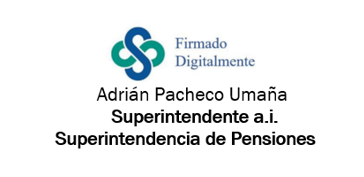 Firmado
Digitalmente
Adrián Pacheco Umaña
Superintendente a.i.
Superintendencia de Pensiones